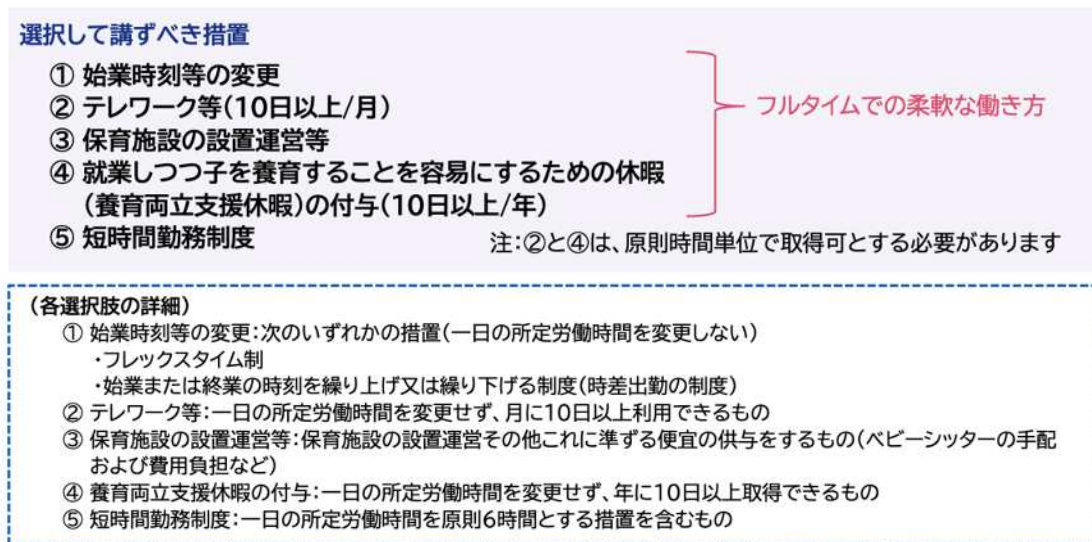 選択して講ずべき措置
① 始業時刻等の変更
② テレワーク等(10日以上/月)
フルタイムでの柔軟な働き方
③ 保育施設の設置運営等
④ 就業しつつ子を養育することを容易にするための休暇
(養育両立支援休暇)の付与(10日以上/年)
⑤ 短時間勤務制度
注:②と④は、原則時間単位で取得可とする必要があります
(各選択肢の詳細)
① 始業時刻等の変更:次のいずれかの措置(一日の所定労働時間を変更しない)
・フレックスタイム制
・始業または終業の時刻を繰り上げ又は繰り下げる制度(時差出勤の制度)
② テレワーク等:一日の所定労働時間を変更せず、月に10日以上利用できるもの
③ 保育施設の設置運営等:保育施設の設置運営その他これに準ずる便宜の供与をするもの(ベビーシッターの手配
および費用負担など)
④ 養育両立支援休暇の付与:一日の所定労働時間を変更せず、年に10日以上取得できるもの
⑤ 短時間勤務制度:一日の所定労働時間を原則6時間とする措置を含むもの